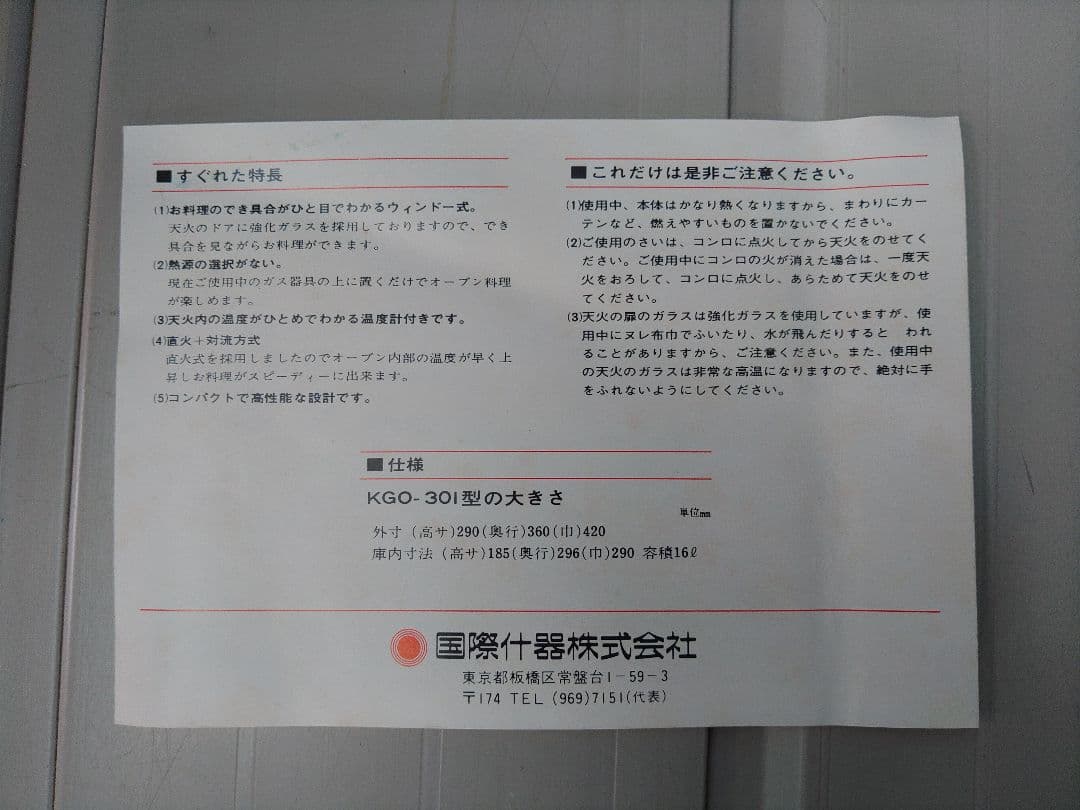 ■すぐれた特長
(1)お料理のでき具合がひと目でわかるウィンドー式。
天火のドアに強化ガラスを採用しておりますので、でき
具合を見ながらお料理ができます。
(2)熱源の選択がない。
現在ご使用中のガス器具の上に置くだけでオーブン料理
が楽しめます。
(3)天火内の温度がひとめでわかる温度計付きです。
(4)直火＋対流方式
直火式を採用しましたのでオーブン内部の温度が早く上
昇しお料理がスピーディーに出来ます。
(5)コンパクトで高性能な設計です。
■これだけは是非ご注意ください。
(1)使用中、本体はかなり熱くなりますから、まわりにカー
テンなど、燃えやすいものを置かないでください。
(2)ご使用のさいは、コンロに点火してから天火をのせてく
ださい。ご使用中にコンロの火が消えた場合は、一度天
火をおろして、コンロに点火し、あらためて天火をのせ
てください。
(3)天火の扉のガラスは強化ガラスを使用していますが、使
用中にヌレ布巾でふいたり、水が飛んだりすると われ
ることがありますから、ご注意ください。また、使用中
の天火のガラスは非常な高温になりますので、絶対に手
をふれないようにしてください。
■仕様
KGO-301型の大きさ
単位mm
外寸(高サ)290(奥行)360(巾)420
庫内寸法(高サ)185(奥行)296(巾)290 容積16ℓ
国際什器株式会社
東京都板橋区常盤台1-59-3
〒174 TEL (969)7151(代表)